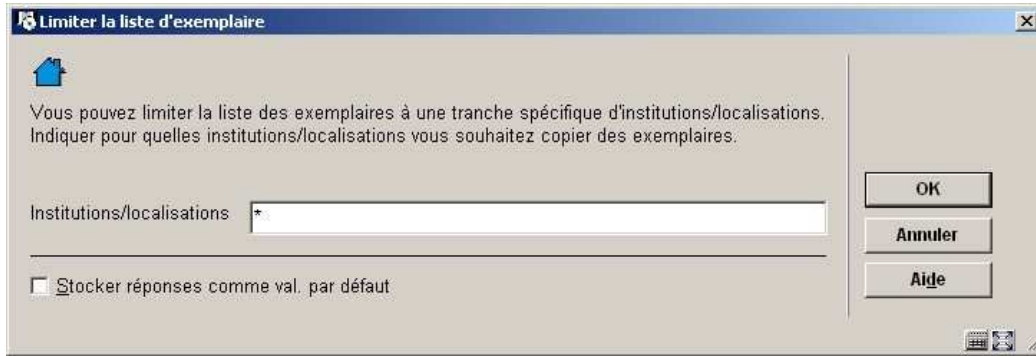 Limiter la liste d'exemplaire
Vous pouvez limiter la liste des exemplaires à une tranche spécifique d'institutions/localisations.
Indiquer pour quelles institutions/localisations vous souhaitez copier des exemplaires.
Institutions/localisations *
Stocker réponses comme val. par défaut
OK
Annuler
Aide